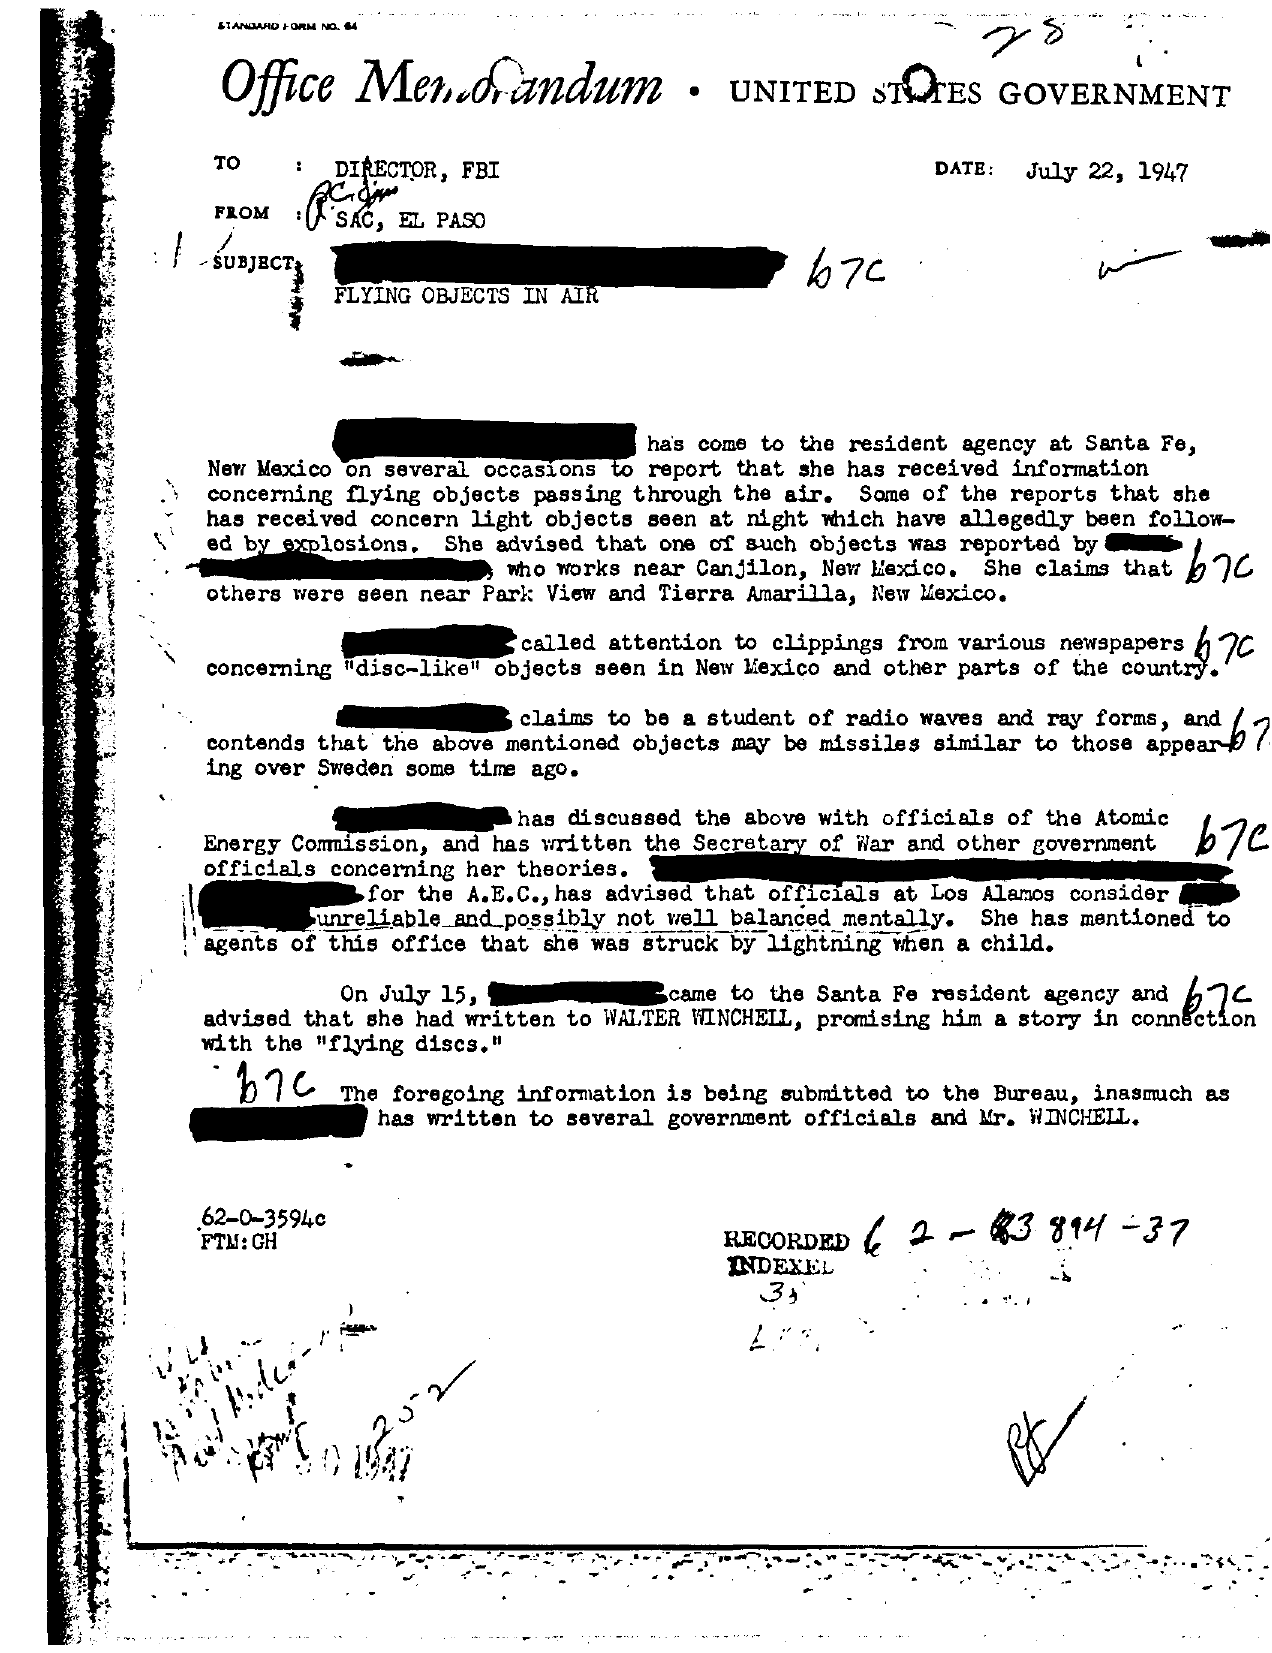 STANDARD FORM NO. 64
28
Office Memorandum • UNITED STATES GOVERNMENT
TO : DIRECTOR, FBI DATE: July 22, 1947
FROM : SAC, EL PASO
SUBJECT: b7C
FLYING OBJECTS IN AIR
has come to the resident agency at Santa Fe,
New Mexico on several occasions to report that she has received information
concerning flying objects passing through the air. Some of the reports that she
has received concern light objects seen at night which have allegedly been follow-
ed by explosions. She advised that one of such objects was reported by
, who works near Canjilon, New Mexico. She claims that b7C
others were seen near Park View and Tierra Amarilla, New Mexico.
called attention to clippings from various newspapers b7C
concerning "disc-like" objects seen in New Mexico and other parts of the country.
claims to be a student of radio waves and ray forms, and
contends that the above mentioned objects may be missiles similar to those appear- b7
ing over Sweden some time ago.
has discussed the above with officials of the Atomic
Energy Commission, and has written the Secretary of War and other government b7C
officials concerning her theories.
for the A.E.C., has advised that officials at Los Alamos consider
unreliable and possibly not well balanced mentally. She has mentioned to
agents of this office that she was struck by lightning when a child.
On July 15, came to the Santa Fe resident agency and b7C
advised that she had written to WALTER WINCHELL, promising him a story in connection
with the "flying discs."
b7C The foregoing information is being submitted to the Bureau, inasmuch as
has written to several government officials and Mr. WINCHELL.
62-0-3594c
FTM:GH
RECORDED 62-83894-37
INDEXED
35
252
1947